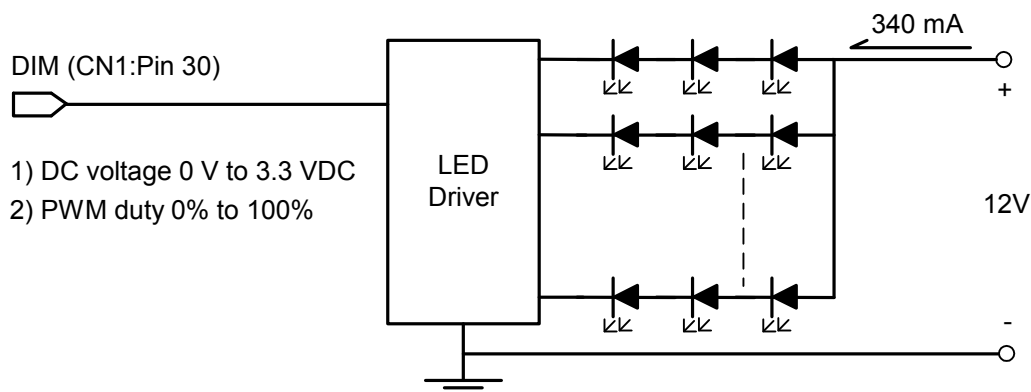 340 mA
DIM (CN1:Pin 30)
+
1) DC voltage 0 V to 3.3 VDC
2) PWM duty 0% to 100%
LED
Driver
12V
-